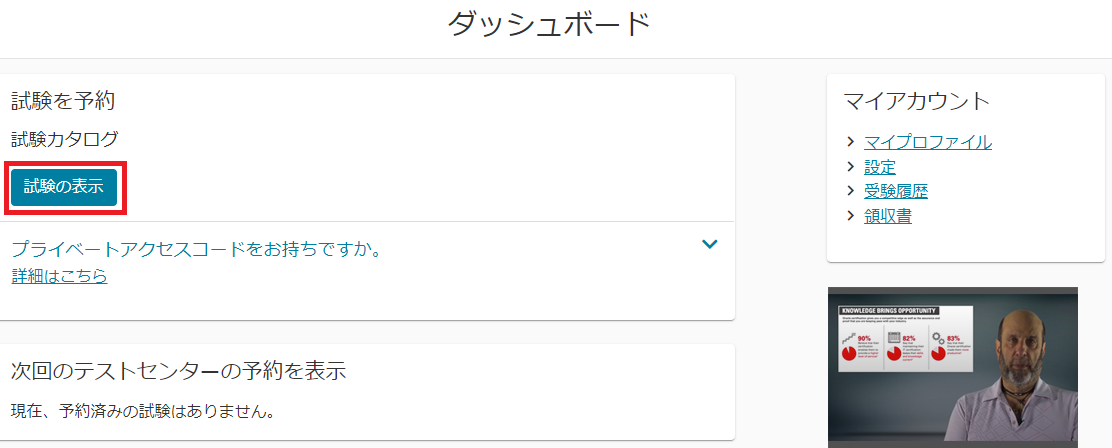 ダッシュボード
試験を予約
試験カタログ
試験の表示
プライベートアクセスコードをお持ちですか。
詳細はこちら
次回のテストセンターの予約を表示
現在、予約済みの試験はありません。
マイアカウント
マイプロファイル
設定
受験履歴
領収書
KNOWLEDGE BRINGS OPPORTUNITY
90%
82%
83%